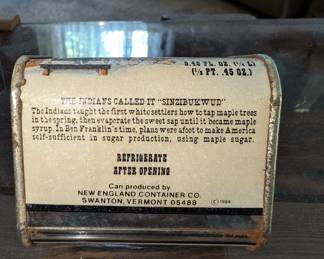 8.45 FL. OZ. (¼ L)
(½ PT. .45 OZ.)
THE INDIANS CALLED IT "SINZIBUKWUD"
The Indians taught the first white settlers how to tap maple trees
in the spring, then evaporate the sweet sap until it became maple
syrup. In Ben Franklin's time, plans were afoot to make America
self-sufficient in sugar production, using maple sugar.
REFRIGERATE
AFTER OPENING
Can produced by
NEW ENGLAND CONTAINER CO.
SWANTON, VERMONT 05488
© 1984